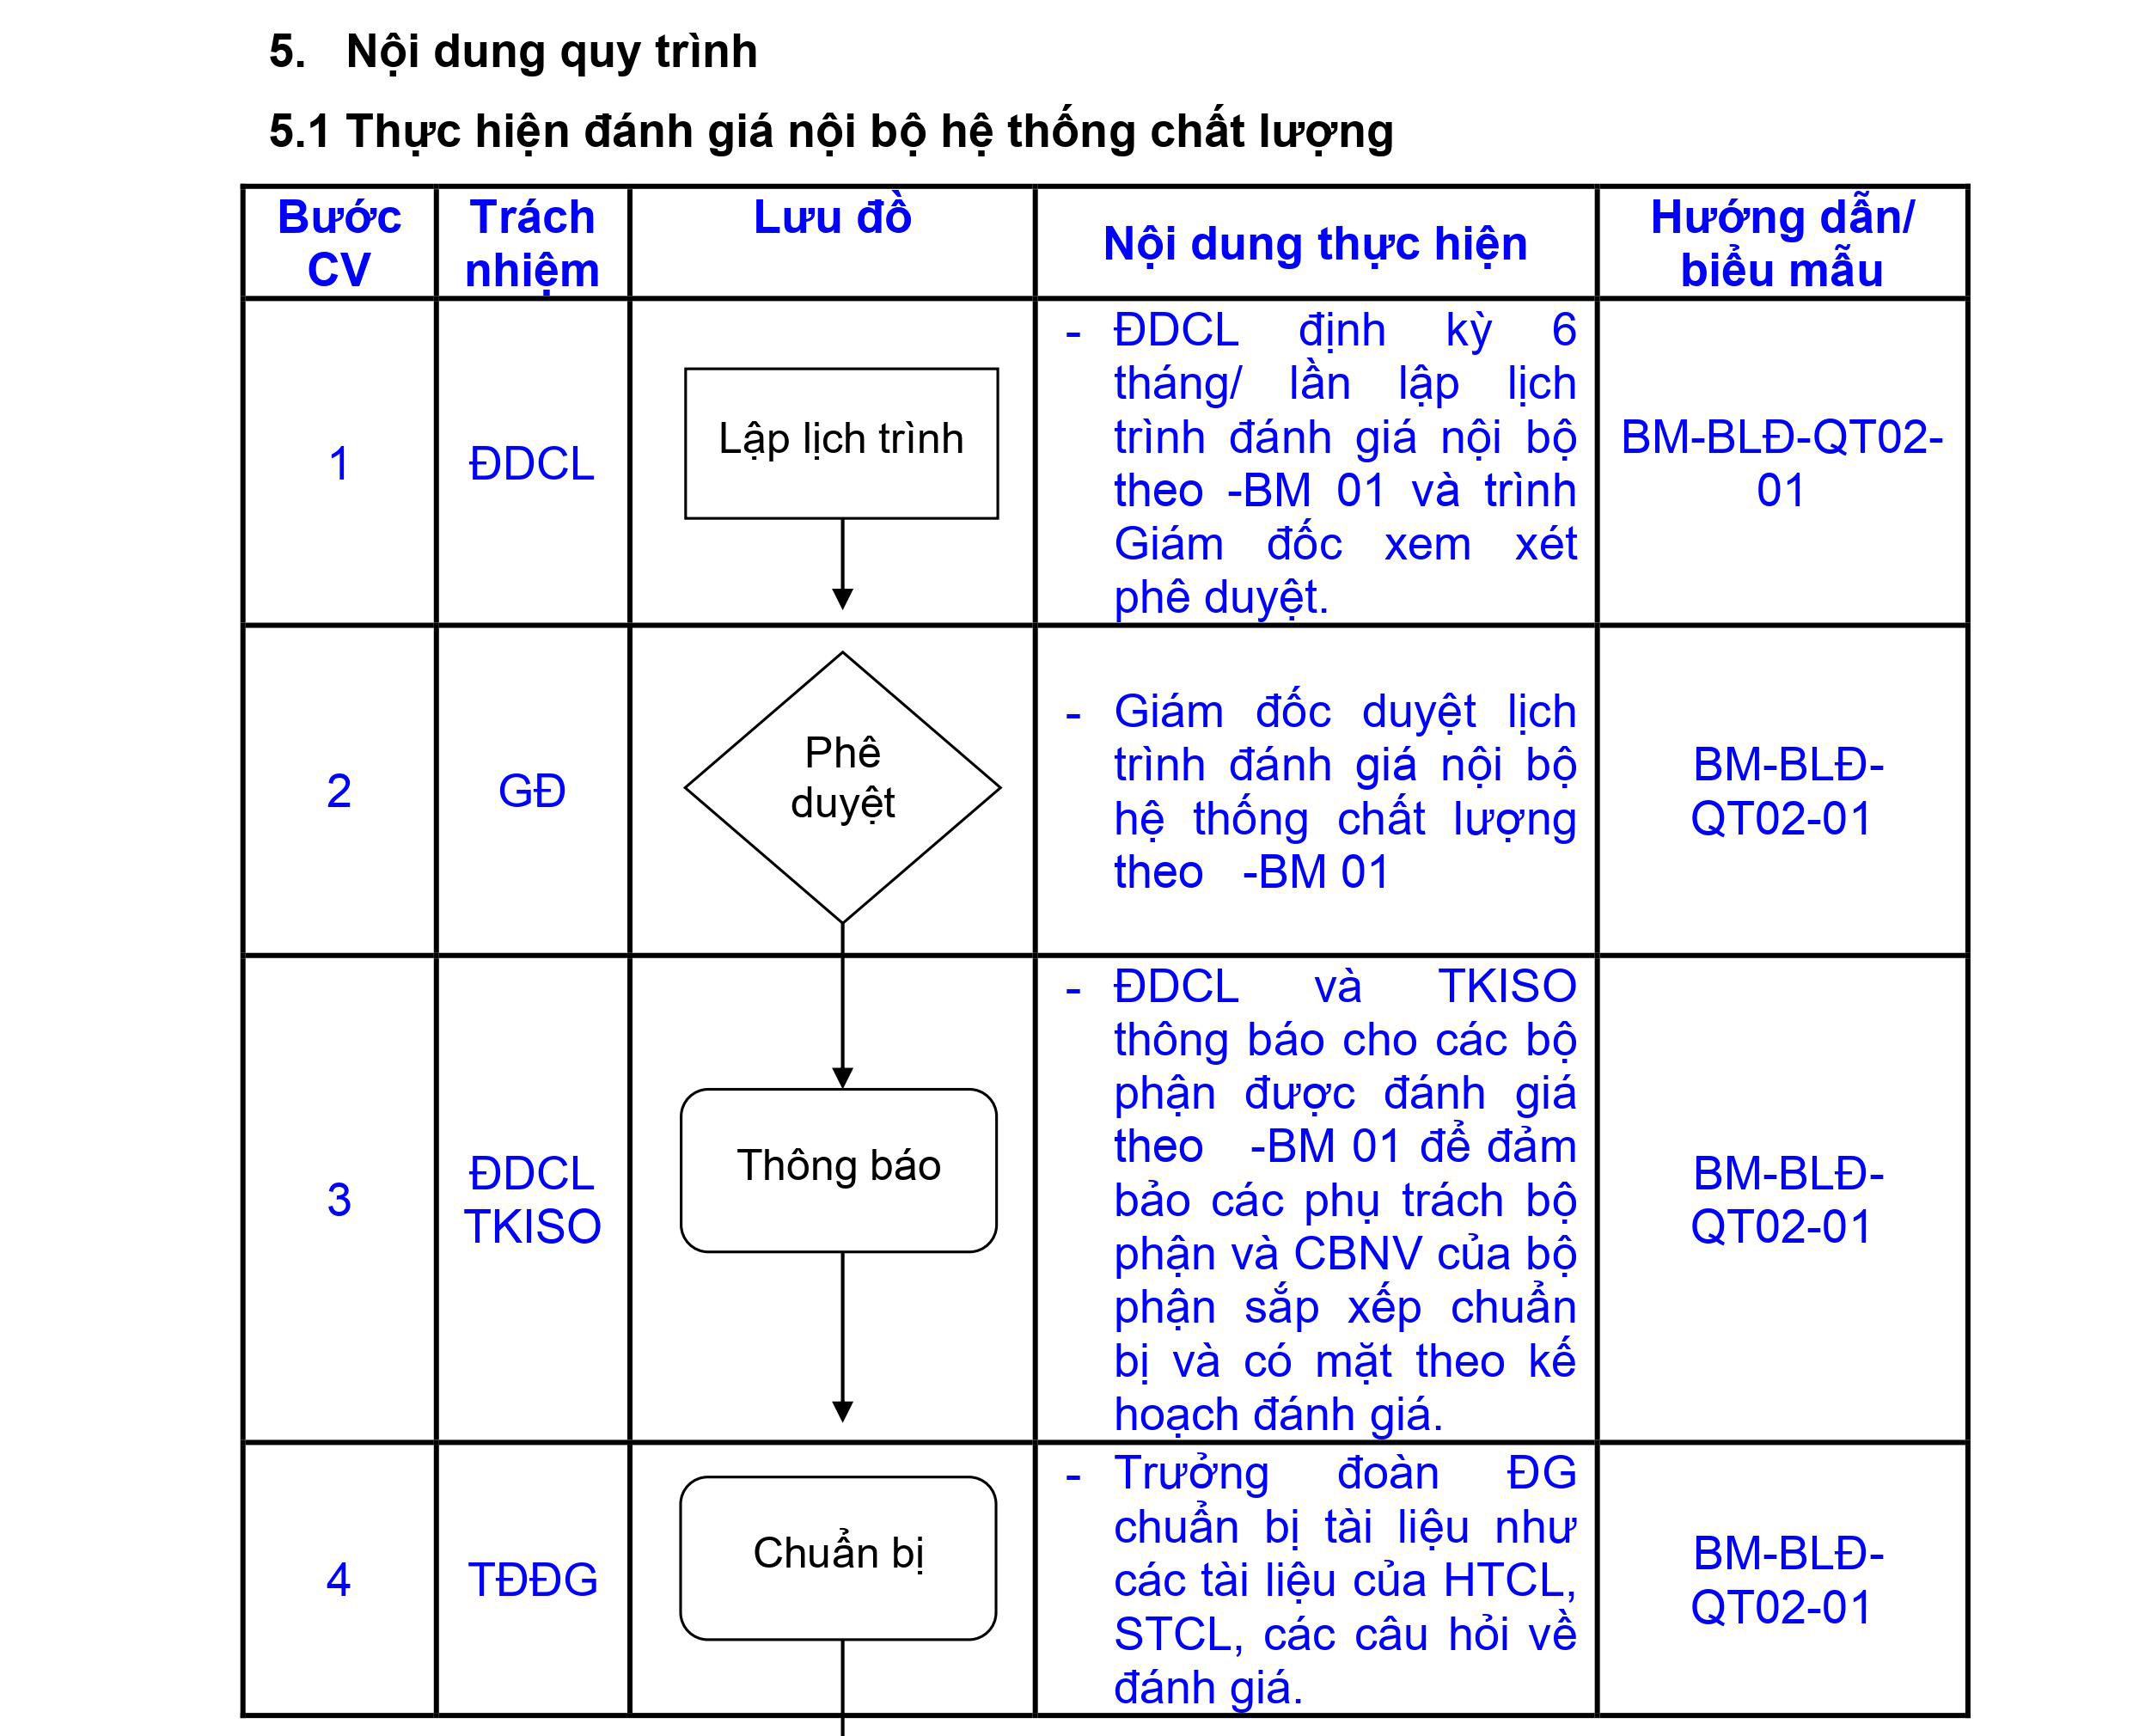 5. Nội dung quy trình
5.1 Thực hiện đánh giá nội bộ hệ thống chất lượng
Bước
CV
Trách
nhiệm
Lưu đồ
Nội dung thực hiện
Hướng dẫn/
biểu mẫu
1
ĐDCL
Lập lịch trình
- ĐDCL định kỳ 6
tháng/ lần lập lịch
trình đánh giá nội bộ
theo -BM 01 và trình
Giám đốc xem xét
phê duyệt.
BM-BLĐ-QT02-
01
2
GĐ
Phê
duyệt
- Giám đốc duyệt lịch
trình đánh giá nội bộ
hệ thống chất lượng
theo -BM 01
BM-BLĐ-
QT02-01
3
ĐDCL
TKISO
Thông báo
- ĐDCL và TKISO
thông báo cho các bộ
phận được đánh giá
theo -BM 01 để đảm
bảo các phụ trách bộ
phận và CBNV của bộ
phận sắp xếp chuẩn
bị và có mặt theo kế
hoạch đánh giá.
BM-BLĐ-
QT02-01
4
TĐĐG
Chuẩn bị
- Trưởng đoàn ĐG
chuẩn bị tài liệu như
các tài liệu của HTCL,
STCL, các câu hỏi về
đánh giá.
BM-BLĐ-
QT02-01